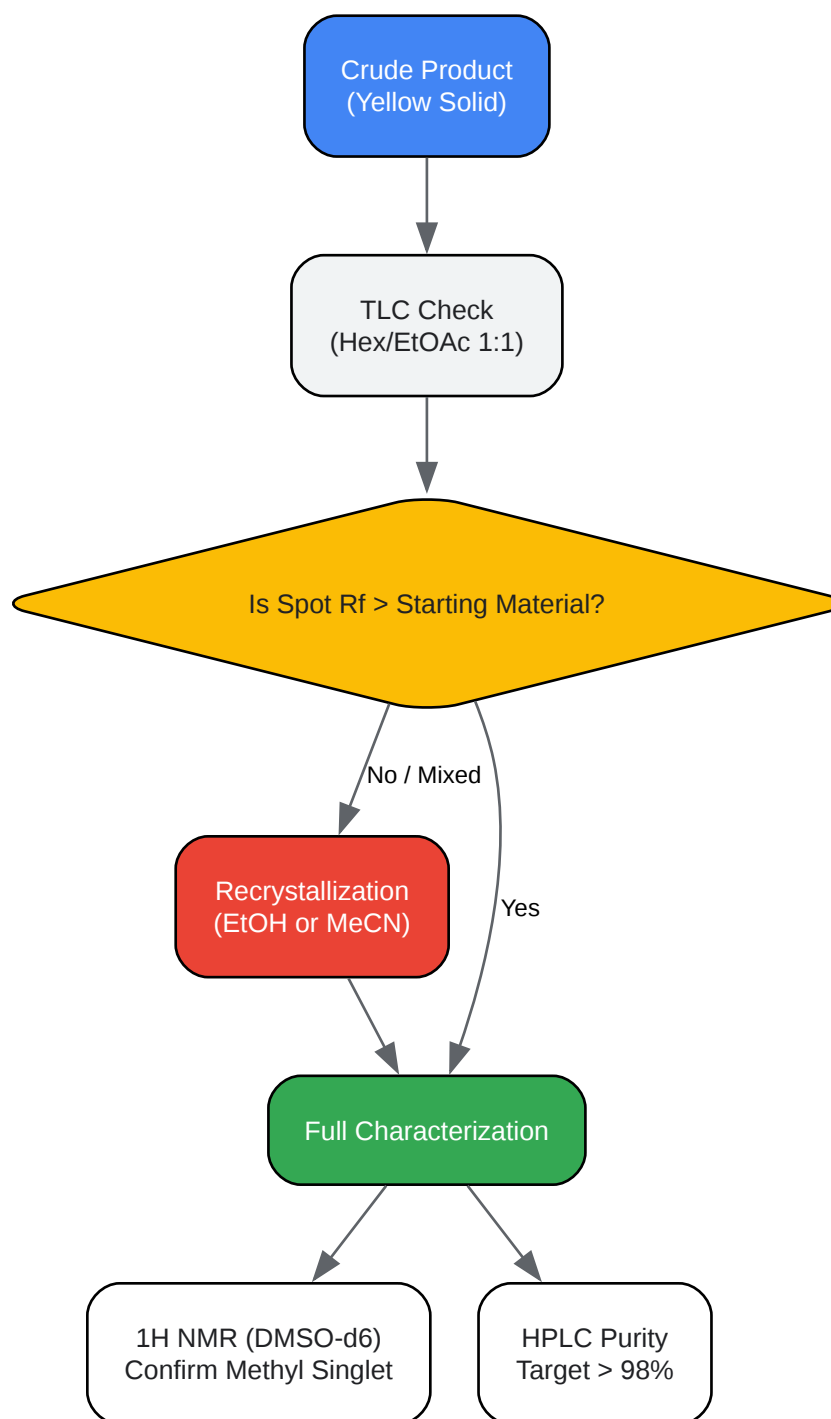 Crude Product
(Yellow Solid)
TLC Check
(Hex/EtOAc 1:1)
Is Spot Rf > Starting Material?
No / Mixed
Recrystallization
(EtOH or MeCN)
Yes
Full Characterization
1H NMR (DMSO-d6)
Confirm Methyl Singlet
HPLC Purity
Target > 98%